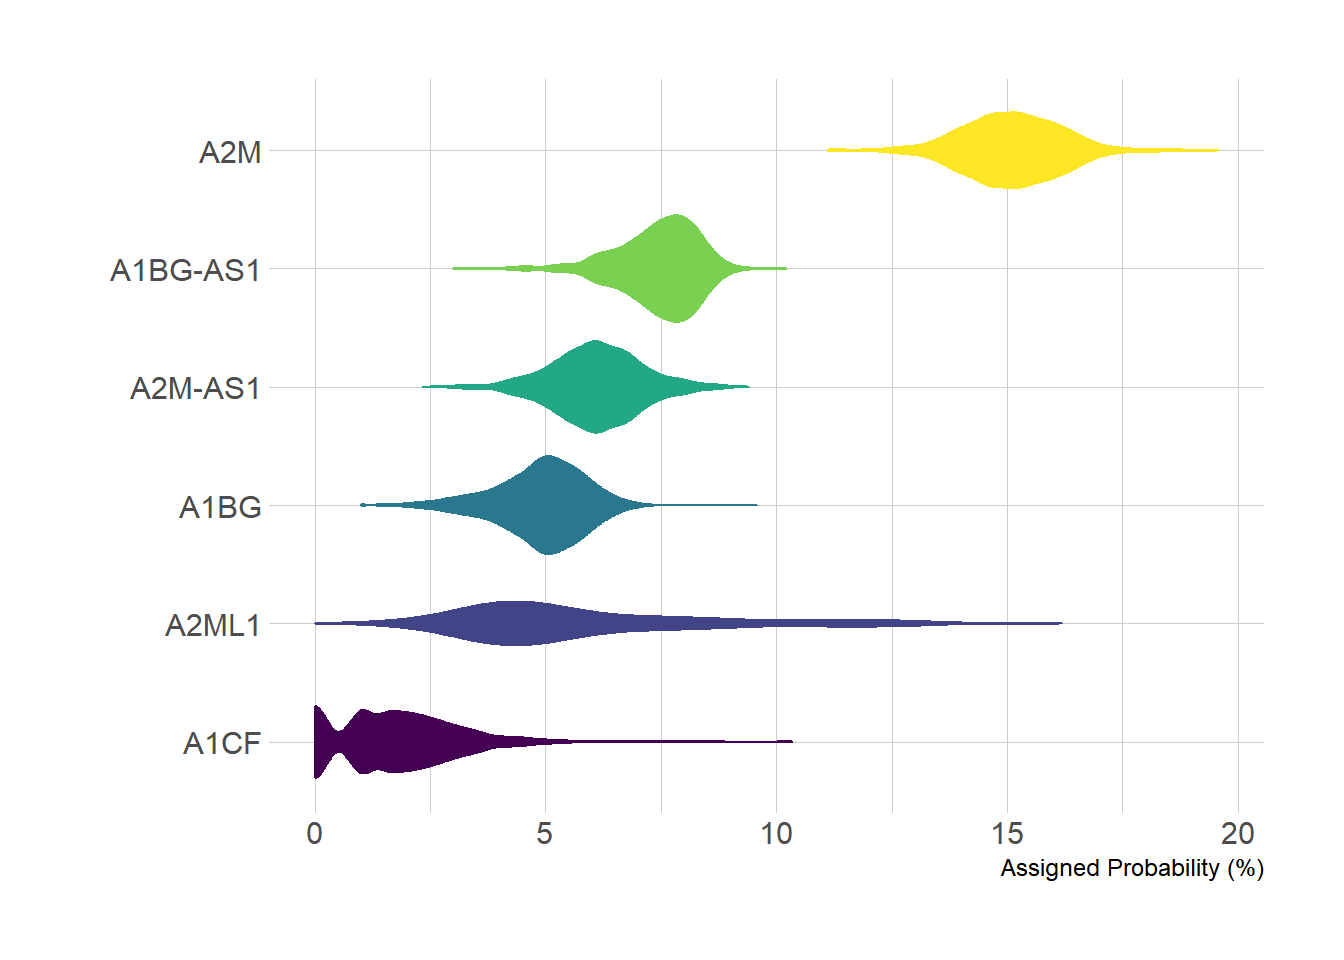 A2M
A1BG-AS1
A2M-AS1
A1BG
A2ML1
A1CF
0 5 10 15 20
Assigned Probability (%)